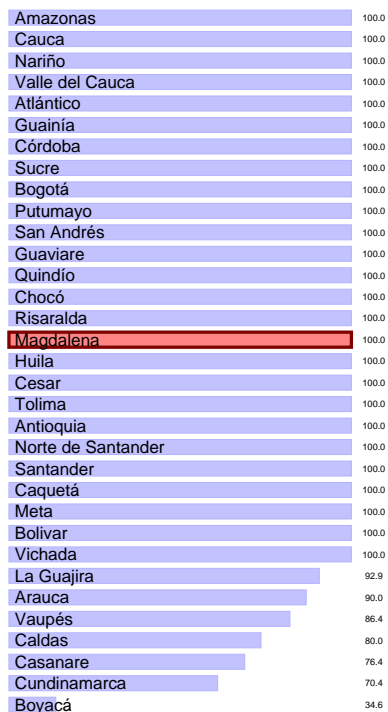 Amazonas 100.0
Cauca 100.0
Nariño 100.0
Valle del Cauca 100.0
Atlántico 100.0
Guainía 100.0
Córdoba 100.0
Sucre 100.0
Bogotá 100.0
Putumayo 100.0
San Andrés 100.0
Guaviare 100.0
Quindío 100.0
Chocó 100.0
Risaralda 100.0
Magdalena 100.0
Huila 100.0
Cesar 100.0
Tolima 100.0
Antioquia 100.0
Norte de Santander 100.0
Santander 100.0
Caquetá 100.0
Meta 100.0
Bolivar 100.0
Vichada 100.0
La Guajira 92.9
Arauca 90.0
Vaupés 86.4
Caldas 80.0
Casanare 76.4
Cundinamarca 70.4
Boyacá 34.6